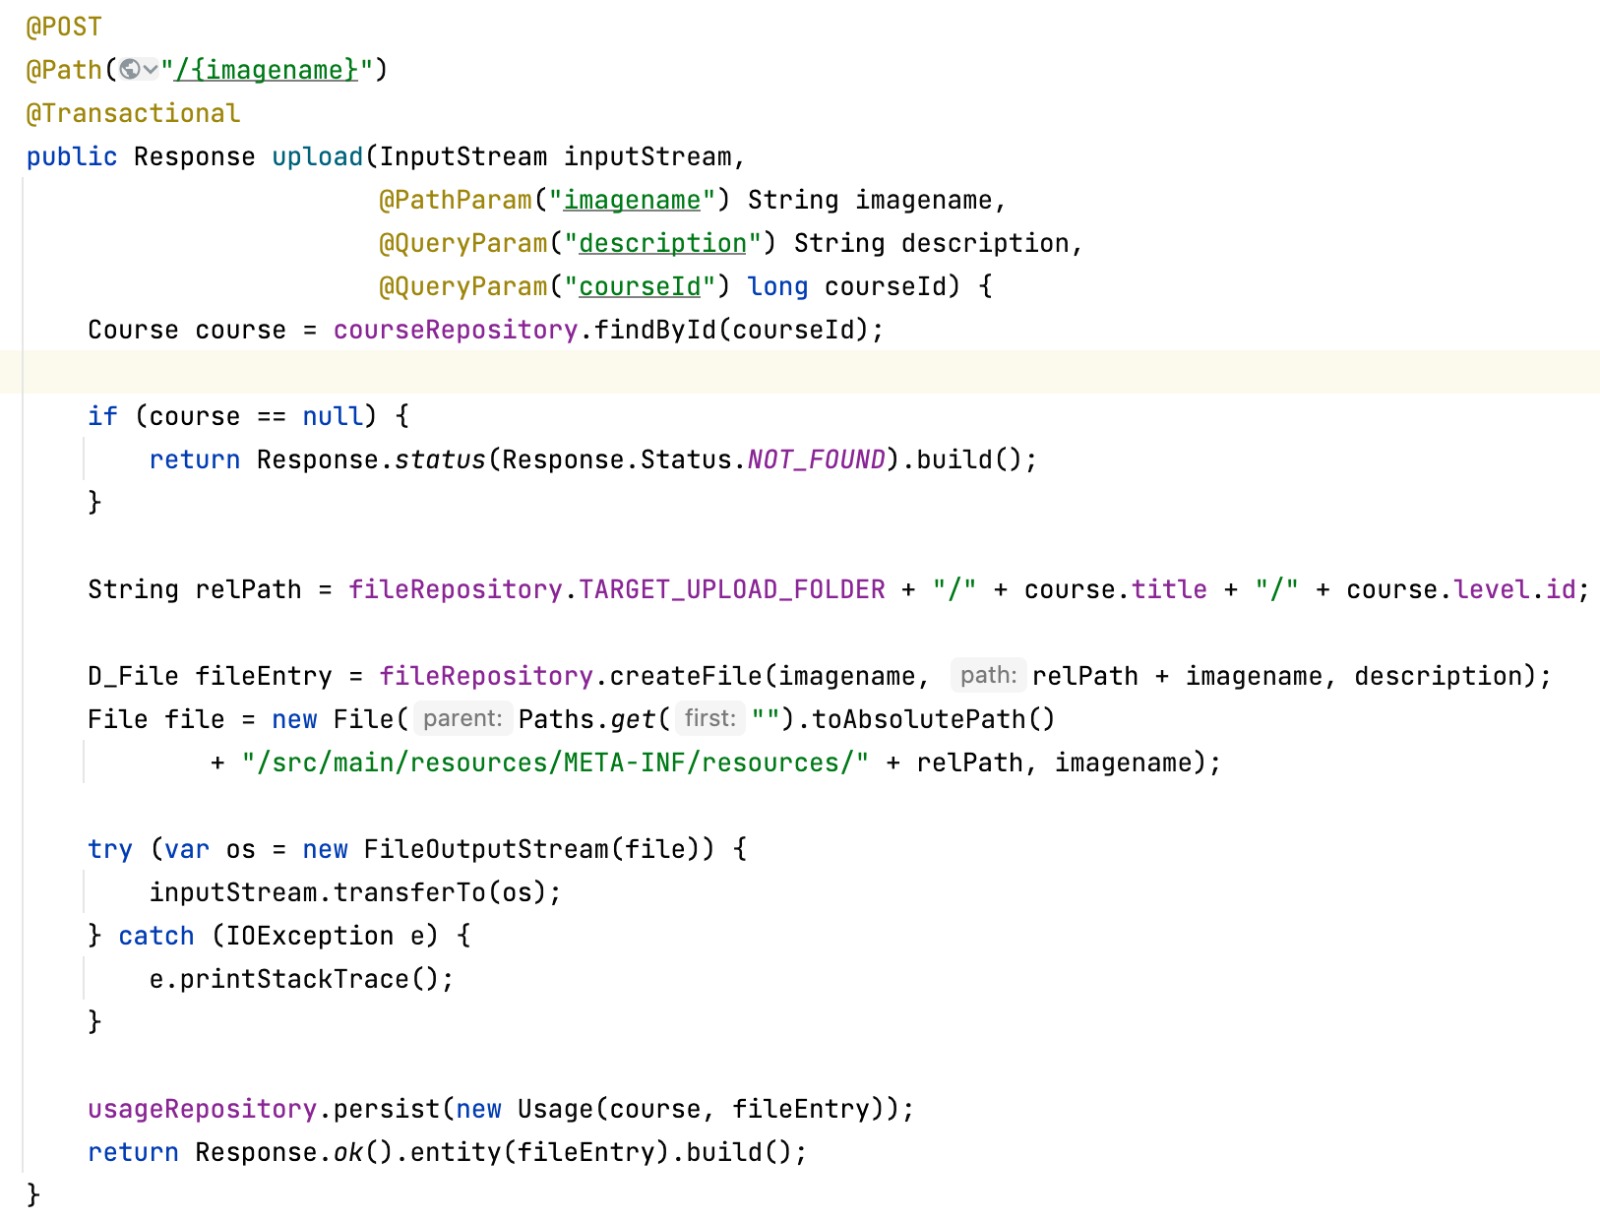 @POST
@Path("/{imagename}")
@Transactional
public Response upload(InputStream inputStream,
                       @PathParam("imagename") String imagename,
                       @QueryParam("description") String description,
                       @QueryParam("courseId") long courseId) {
    Course course = courseRepository.findById(courseId);

    if (course == null) {
        return Response.status(Response.Status.NOT_FOUND).build();
    }

    String relPath = fileRepository.TARGET_UPLOAD_FOLDER + "/" + course.title + "/" + course.level.id;

    D_File fileEntry = fileRepository.createFile(imagename, path: relPath + imagename, description);
    File file = new File( parent: Paths.get( first: "").toAbsolutePath()
            + "/src/main/resources/META-INF/resources/" + relPath, imagename);

    try (var os = new FileOutputStream(file)) {
        inputStream.transferTo(os);
    } catch (IOException e) {
        e.printStackTrace();
    }

    usageRepository.persist(new Usage(course, fileEntry));
    return Response.ok().entity(fileEntry).build();
}